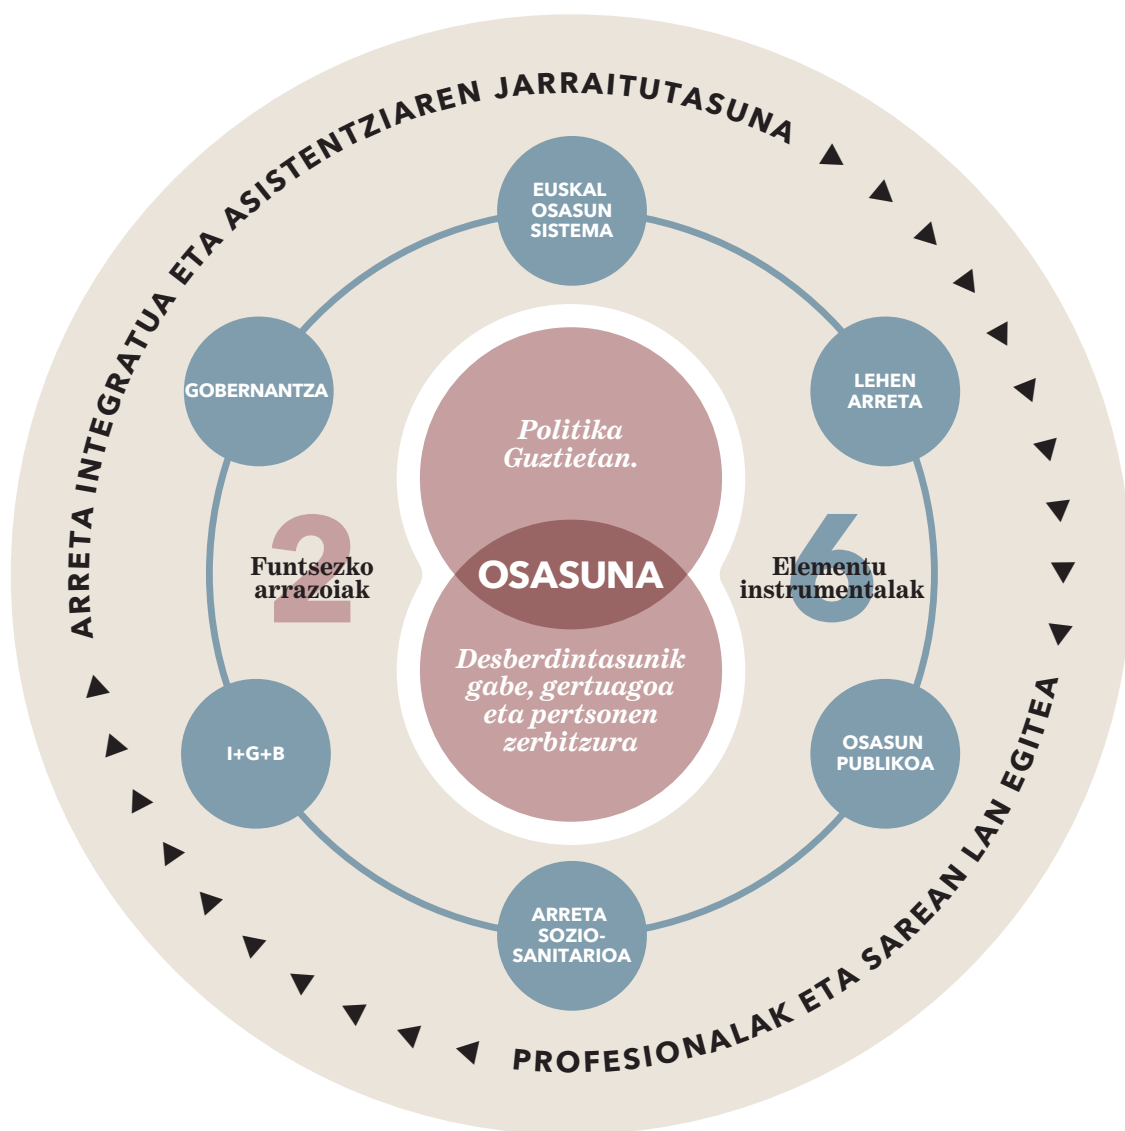 ARRETA INTEGRATUA ETA ASISTENTZIAREN JARRAITUTASUNA
EUSKAL
OSASUN
SISTEMA
GOBERNANTZA
LEHEN
ARRETA
Politika
Guztietan.
2
Funtsezko
arrazoiak
OSASUNA
6
Elementu
instrumentalak
Desberdintasunik
gabe, gertuagoa
eta pertsonen
zerbitzura
I+G+B
OSASUN
PUBLIKOA
ARRETA
SOZIO-
SANITARIOA
PROFESIONALAK ETA SAREAN LAN EGITEA